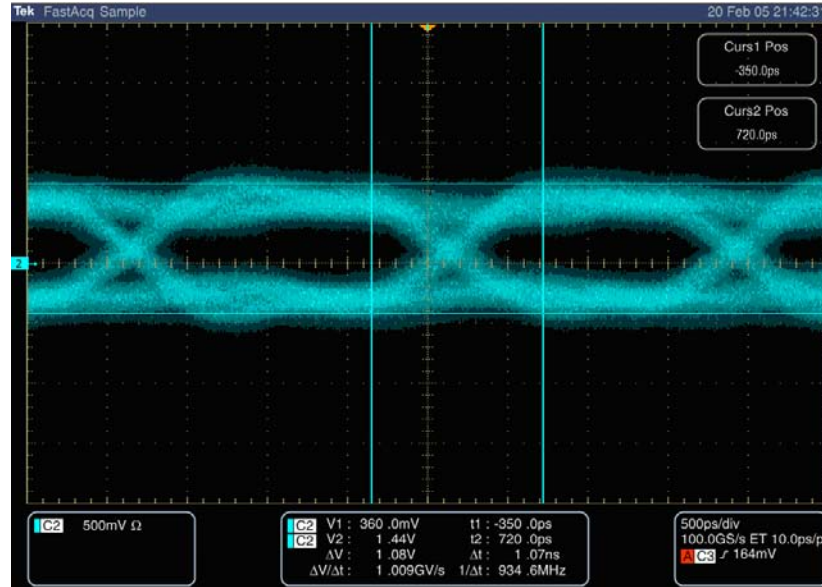 Tek FastAcq Sample 20 Feb 05 21:42:3
Curs1 Pos
-350.0ps
Curs2 Pos
720.0ps
2
C2 500mV Ω
C2 V1 : 360 .0mV t1 : -350 .0ps
C2 V2 : 1 .44V t2 : 720 .0ps
ΔV : 1 .08V Δt : 1 .07ns
ΔV/Δt : 1 .009GV/s 1/Δt : 934 .6MHz
500ps/div
100.0GS/s ET 10.0ps/p
A C3 164mV